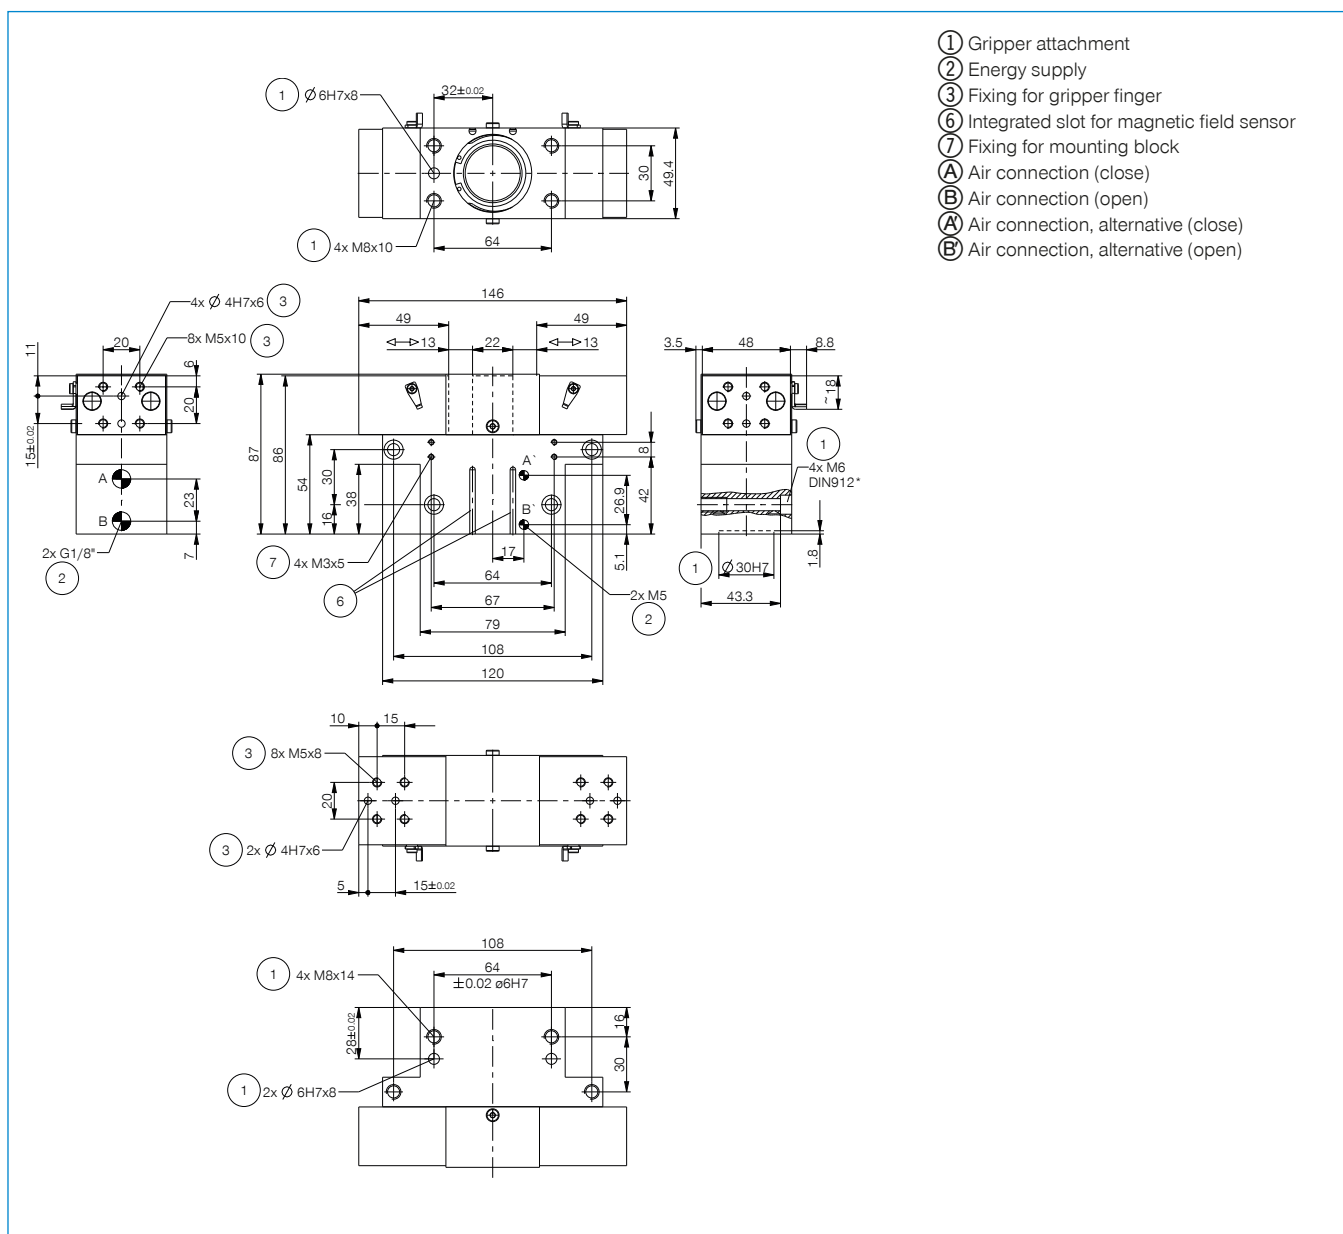 ① Gripper attachment
② Energy supply
③ Fixing for gripper finger
⑥ Integrated slot for magnetic field sensor
⑦ Fixing for mounting block
Ⓐ Air connection (close)
Ⓑ Air connection (open)
A' Air connection, alternative (close)
B' Air connection, alternative (open)
1 Ø 6H7x8
32±0.02
30
49.4
1 4x M8x10
64
4x Ø 4H7x6 3
8x M5x10 3
11
20
6
20
15±0.02
A
23
B
7
2x G1/8"
2
146
49
49
13
22
13
87
86
54
30
38
16
A`
B`
8
42
26.9
5.1
17
7 4x M3x5
6
64
67
79
108
120
2x M5
2
3.5
48
8.8
~18
1
4x M6
DIN912*
1 Ø 30H7
1.8
43.3
10
15
3 8x M5x8
20
3 2x Ø 4H7x6
5
15±0.02
108
1 4x M8x14
64
±0.02 ø6H7
28±0.02
16
30
1 2x Ø 6H7x8